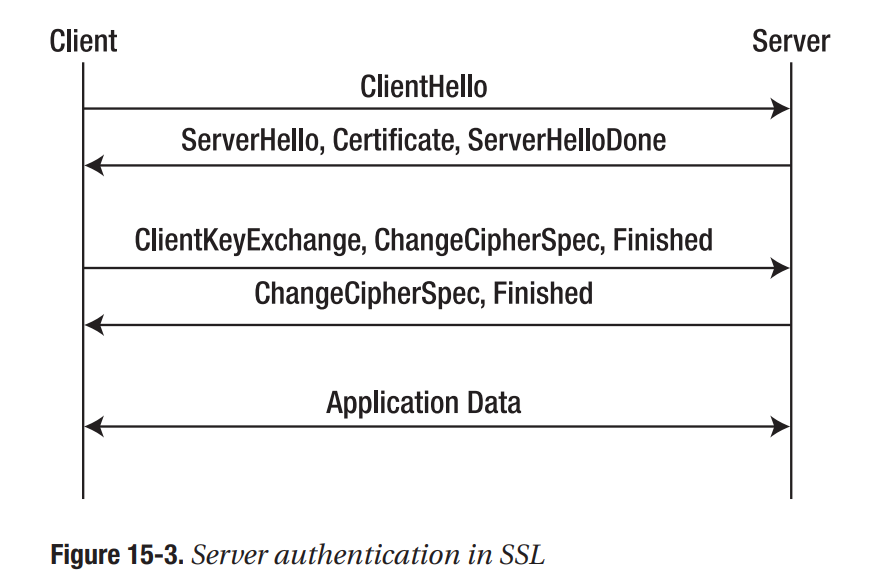 Client
Server
ClientHello
ServerHello, Certificate, ServerHelloDone
ClientKeyExchange, ChangeCipherSpec, Finished
ChangeCipherSpec, Finished
Application Data
Figure 15-3. Server authentication in SSL